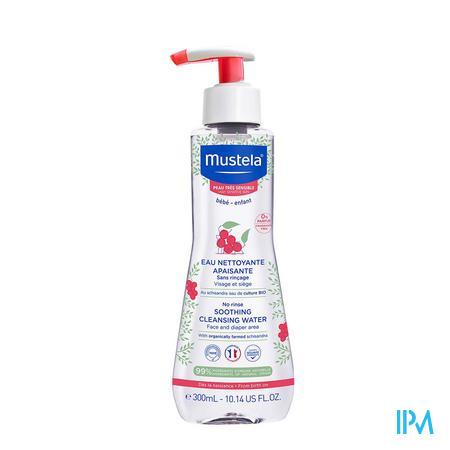 mustela
PEAU TRÈS SENSIBLE
bébé - enfant
0%
PARFUM
FRAGRANCE FREE
EAU NETTOYANTE
APAISANTE
Sans rinçage
Visage et siège
Au schisandra issu de culture BIO
No rinse
SOOTHING
CLEANSING WATER
Face and diaper area
With organically farmed schisandra
99%
Dès la naissance - From birth on
℮ 300mL - 10.14 US FL.OZ.
IPM